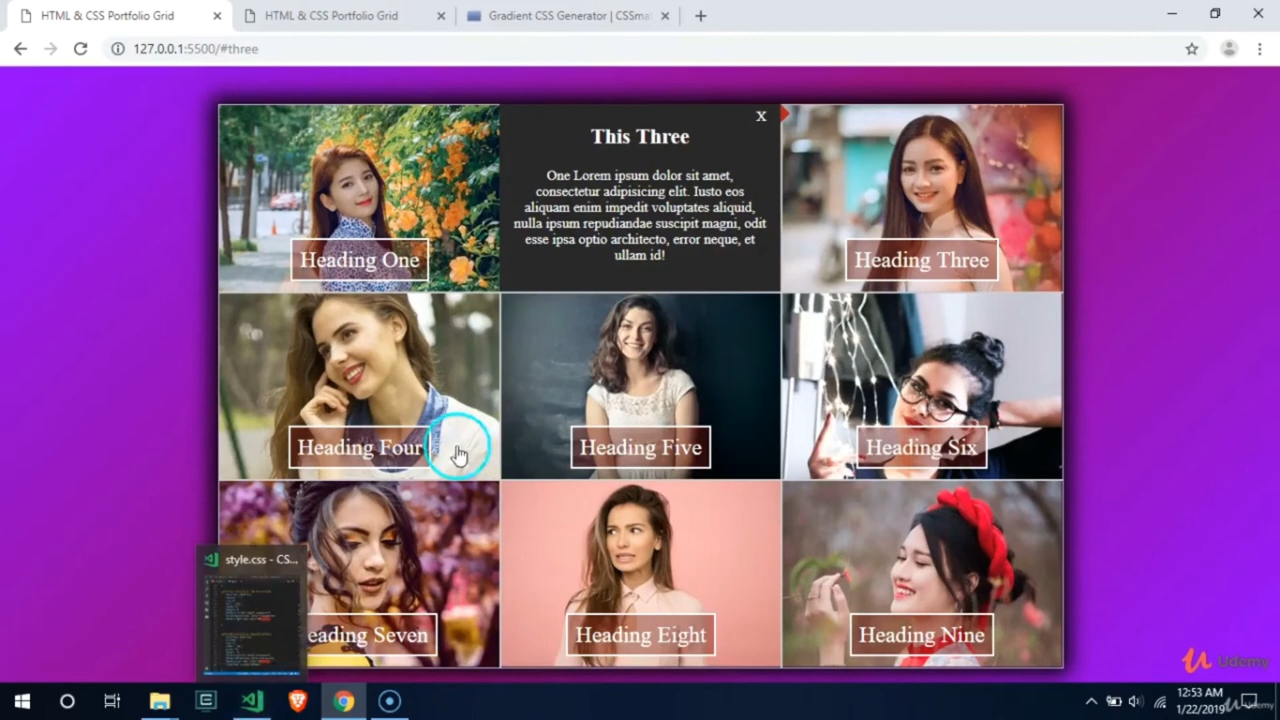 HTML & CSS Portfolio Grid
HTML & CSS Portfolio Grid
Gradient CSS Generator | CSSmat
127.0.0.1:5500/#three
x
This Three
One Lorem ipsum dolor sit amet,
consectetur adipisicing elit. Iusto eos
aliquam enim impedit voluptates aliquid,
nulla ipsum repudiandae suscipit magni, odit
esse ipsa optio architecto, error neque, et
ullam id!
Heading One
Heading Three
Heading Four
Heading Five
Heading Six
eading Seven
Heading Eight
Heading Nine
style.css - CS...
Udemy
12:53 AM
1/22/2019
Udemy